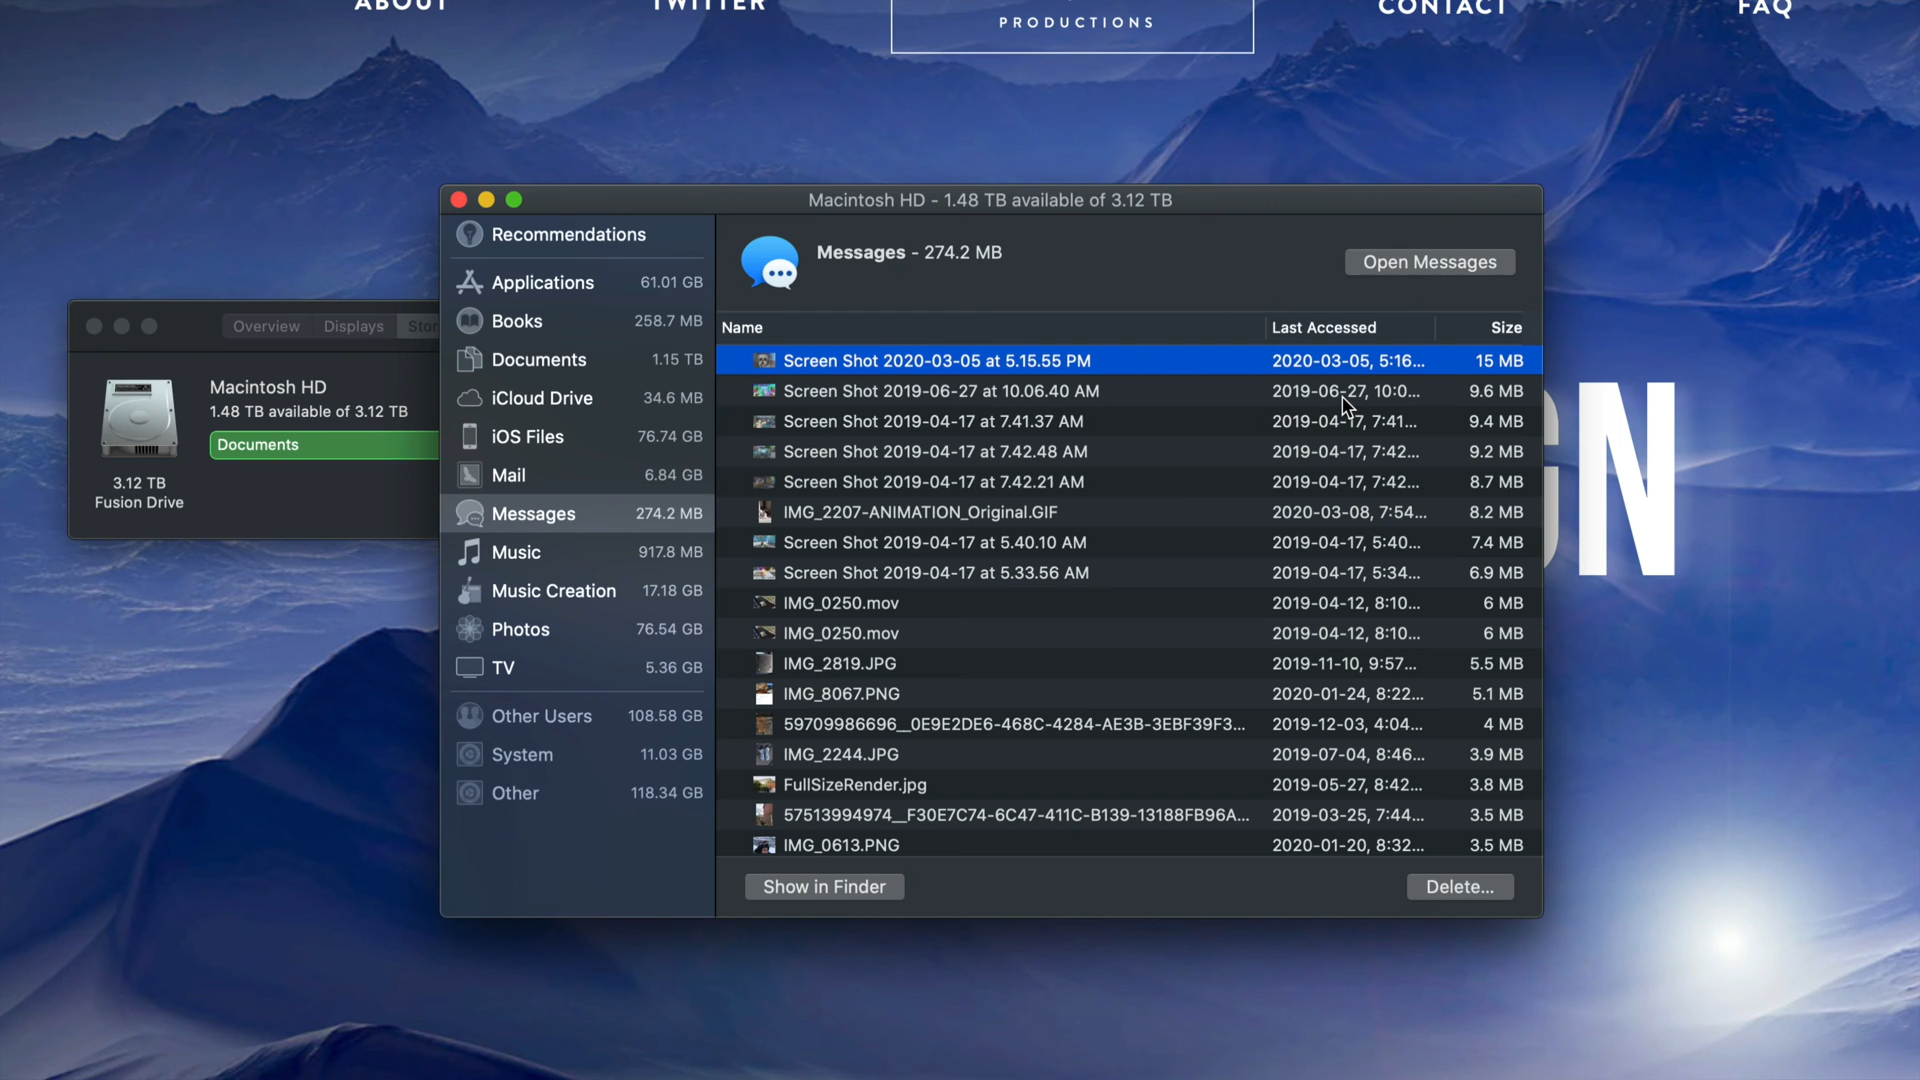 ABOUT
TWITTER
PRODUCTIONS
CONTACT
FAQ
Macintosh HD - 1.48 TB available of 3.12 TB
Recommendations
Applications 61.01 GB
Books 258.7 MB
Documents 1.15 TB
iCloud Drive 34.6 MB
iOS Files 76.74 GB
Mail 6.84 GB
Messages 274.2 MB
Music 917.8 MB
Music Creation 17.18 GB
Photos 76.54 GB
TV 5.36 GB
Other Users 108.58 GB
System 11.03 GB
Other 118.34 GB
Messages - 274.2 MB
Open Messages
Name Last Accessed Size
Screen Shot 2020-03-05 at 5.15.55 PM 2020-03-05, 5:16... 15 MB
Screen Shot 2019-06-27 at 10.06.40 AM 2019-06-27, 10:0... 9.6 MB
Screen Shot 2019-04-17 at 7.41.37 AM 2019-04-17, 7:41... 9.4 MB
Screen Shot 2019-04-17 at 7.42.48 AM 2019-04-17, 7:42... 9.2 MB
Screen Shot 2019-04-17 at 7.42.21 AM 2019-04-17, 7:42... 8.7 MB
IMG_2207-ANIMATION_Original.GIF 2020-03-08, 7:54... 8.2 MB
Screen Shot 2019-04-17 at 5.40.10 AM 2019-04-17, 5:40... 7.4 MB
Screen Shot 2019-04-17 at 5.33.56 AM 2019-04-17, 5:34... 6.9 MB
IMG_0250.mov 2019-04-12, 8:10... 6 MB
IMG_0250.mov 2019-04-12, 8:10... 6 MB
IMG_2819.JPG 2019-11-10, 9:57... 5.5 MB
IMG_8067.PNG 2020-01-24, 8:22... 5.1 MB
59709986696__0E9E2DE6-468C-4284-AE3B-3EBF39F3... 2019-12-03, 4:04... 4 MB
IMG_2244.JPG 2019-07-04, 8:46... 3.9 MB
FullSizeRender.jpg 2019-05-27, 8:42... 3.8 MB
57513994974__F30E7C74-6C47-411C-B139-13188FB96A... 2019-03-25, 7:44... 3.5 MB
IMG_0613.PNG 2020-01-20, 8:32... 3.5 MB
Show in Finder
Delete...
Overview Displays Stor
Macintosh HD
1.48 TB available of 3.12 TB
Documents
3.12 TB
Fusion Drive